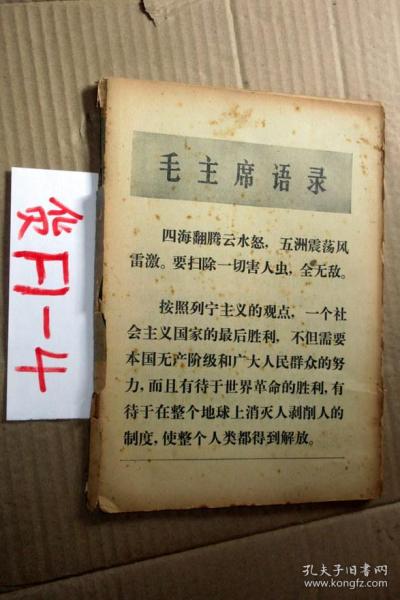 毛主席语录
四海翻腾云水怒，五洲震荡风
雷激。要扫除一切害人虫，全无敌。
按照列宁主义的观点，一个社
会主义国家的最后胜利，不但需要
本国无产阶级和广大人民群众的努
力，而且有待于世界革命的胜利，有
待于在整个地球上消灭人剥削人的
制度，使整个人类都得到解放。
货F1-4
孔夫子旧书网
www.kongfz.com